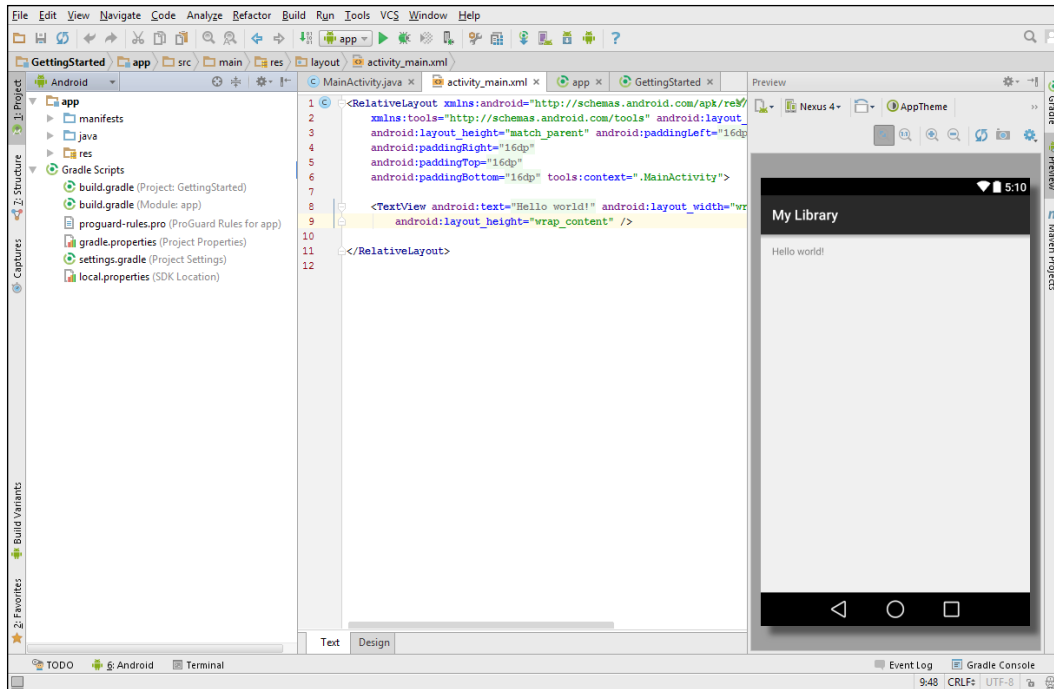 File Edit View Navigate Code Analyze Refactor Build Run Tools VCS Window Help
app
GettingStarted app src main res layout activity_main.xml
1: Project
7: Structure
Captures
Build Variants
2: Favorites
Android
app
manifests
java
res
Gradle Scripts
build.gradle (Project: GettingStarted)
build.gradle (Module: app)
proguard-rules.pro (ProGuard Rules for app)
gradle.properties (Project Properties)
settings.gradle (Project Settings)
local.properties (SDK Location)
MainActivity.java activity_main.xml app GettingStarted
1 <RelativeLayout xmlns:android="http://schemas.android.com/apk/res/
2 xmlns:tools="http://schemas.android.com/tools" android:layout_
3 android:layout_height="match_parent" android:paddingLeft="16dp
4 android:paddingRight="16dp"
5 android:paddingTop="16dp"
6 android:paddingBottom="16dp" tools:context=".MainActivity">
7
8 <TextView android:text="Hello world!" android:layout_width="wr
9 android:layout_height="wrap_content" />
10
11 </RelativeLayout>
12
Text Design
Preview
Nexus 4 AppTheme
5:10
My Library
Hello world!
Gradle
Preview
Maven Projects
TODO 6: Android Terminal Event Log Gradle Console
9:48 CRLF UTF-8